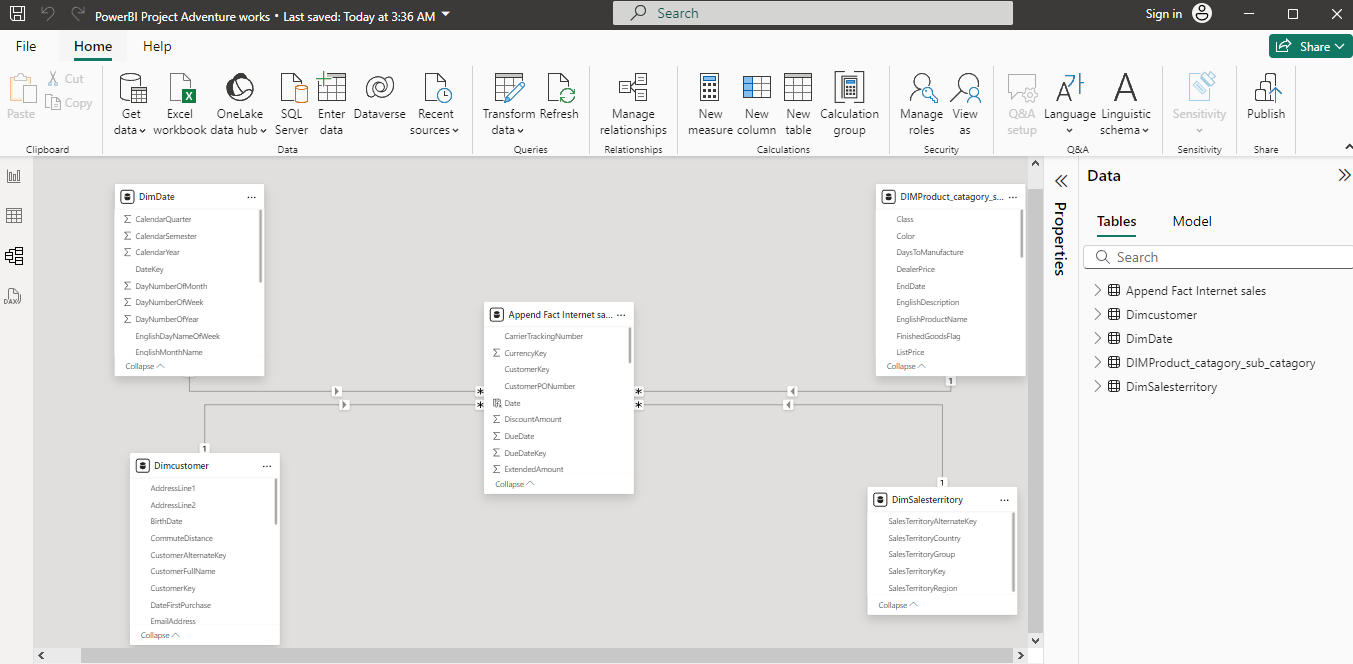 PowerBI Project Adventure works • Last saved: Today at 3:36 AM
Search
Sign in
File
Home
Help
Share
Paste
Cut
Copy
Clipboard
Get data
Excel workbook
OneLake data hub
SQL Server
Enter data
Dataverse
Recent sources
Data
Transform data
Refresh
Queries
Manage relationships
Relationships
New measure
New column
New table
Calculation group
Calculations
Manage roles
View as
Security
Q&A setup
Language
Linguistic schema
Q&A
Sensitivity
Sensitivity
Publish
Share
DAX
DimDate
CalendarQuarter
CalendarSemester
CalendarYear
DateKey
DayNumberOfMonth
DayNumberOfWeek
DayNumberOfYear
EnglishDayNameOfWeek
EnglishMonthName
Collapse
Append Fact Internet sa...
CarrierTrackingNumber
CurrencyKey
CustomerKey
CustomerPONumber
Date
DiscountAmount
DueDate
DueDateKey
ExtendedAmount
Collapse
DIMProduct_catagory_s...
Class
Color
DaysToManufacture
DealerPrice
EndDate
EnglishDescription
EnglishProductName
FinishedGoodsFlag
ListPrice
Collapse
1
*
*
*
*
1
Dimcustomer
AddressLine1
AddressLine2
BirthDate
CommuteDistance
CustomerAlternateKey
CustomerFullName
CustomerKey
DateFirstPurchase
EmailAddress
Collapse
1
DimSalesterritory
SalesTerritoryAlternateKey
SalesTerritoryCountry
SalesTerritoryGroup
SalesTerritoryKey
SalesTerritoryRegion
Collapse
Properties
Data
Tables
Model
Search
Append Fact Internet sales
Dimcustomer
DimDate
DIMProduct_catagory_sub_catagory
DimSalesterritory